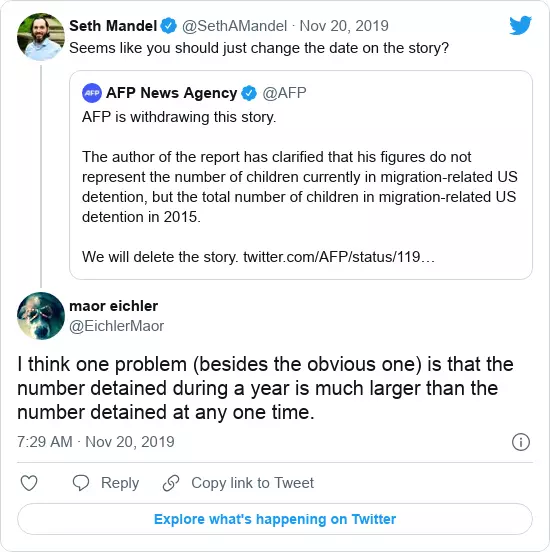 Seth Mandel @SethAMandel · Nov 20, 2019
Seems like you should just change the date on the story?
AFP AFP News Agency @AFP
AFP is withdrawing this story.
The author of the report has clarified that his figures do not
represent the number of children currently in migration-related US
detention, but the total number of children in migration-related US
detention in 2015.
We will delete the story. twitter.com/AFP/status/119…
maor eichler
@EichlerMaor
I think one problem (besides the obvious one) is that the
number detained during a year is much larger than the
number detained at any one time.
7:29 AM · Nov 20, 2019
Reply Copy link to Tweet
Explore what's happening on Twitter